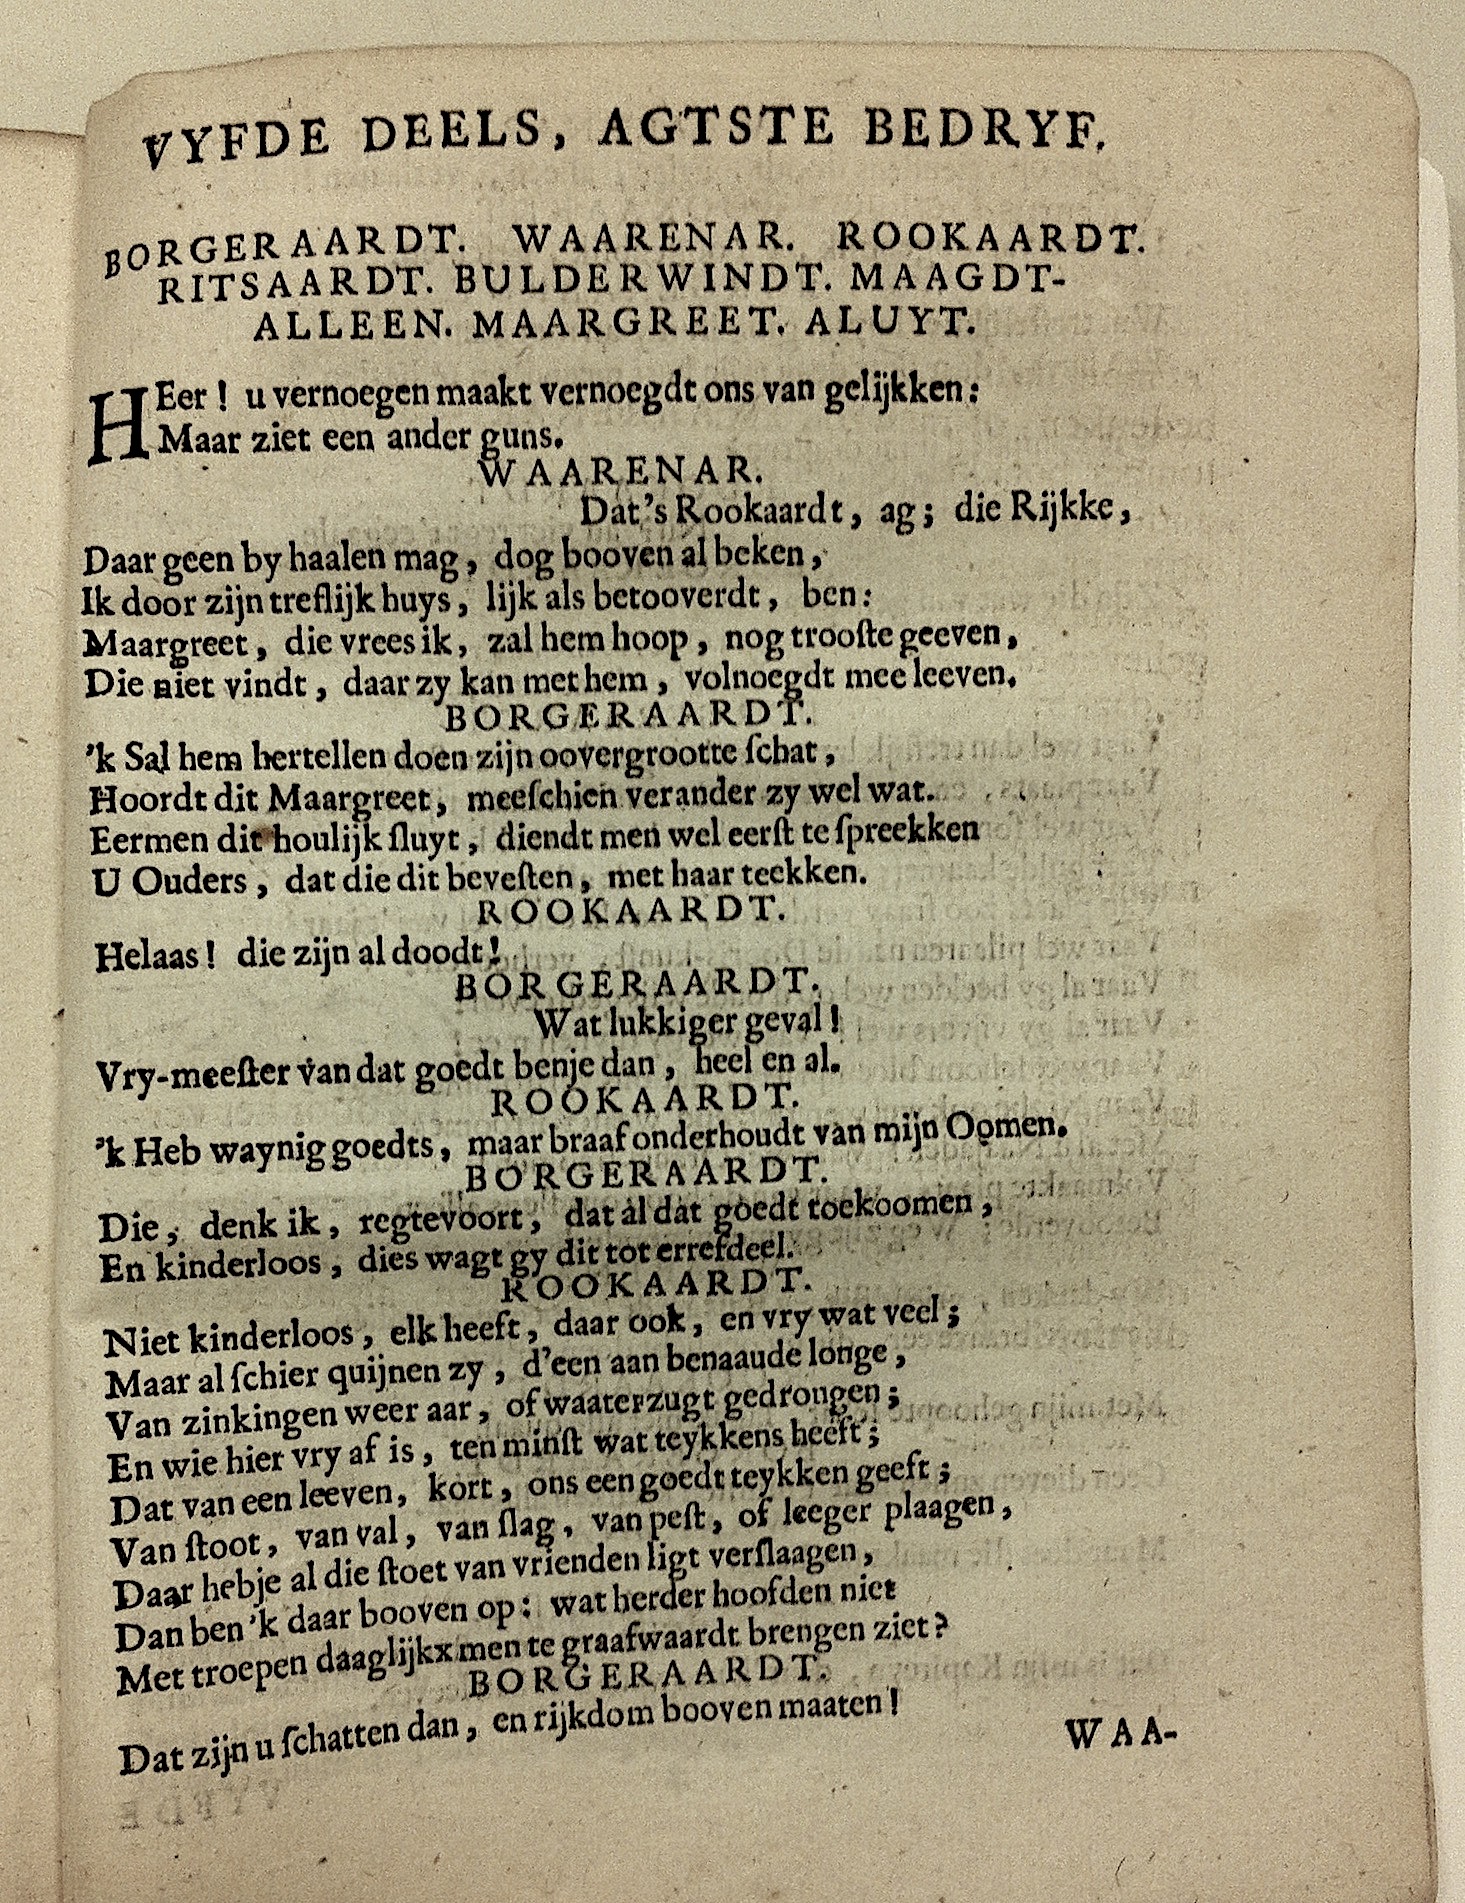 VYFDE DEELS, AGTSTE BEDRYF.
BORGERAARDT. WAARENAR. ROOKAARDT.
RITSAARDT. BULDERWINDT. MAAGDT-
ALLEEN. MAARGREET. ALUYT.
HEer! u vernoegen maakt vernoegdt ons van gelijkken:
Maar ziet een ander guns.
WAARENAR.
Dat's Rookaardt, ag; die Rijkke,
Daar geen by haalen mag, dog booven al beken,
Ik door zijn treflijk huys, lijk als betooverdt, ben:
Maargreet, die vrees ik, zal hem hoop, nog trooſte geeven,
Die niet vindt, daar zy kan met hem, volnoegdt mee leeven.
BORGERAARDT.
'k Sal hem hertellen doen zijn oovergrootte ſchat,
Hoordt dit Maargreet, meeſchien verander zy wel wat.
Eermen dit houlijk ſluyt, diendt men wel eerſt te ſpreekken
U Ouders, dat die dit beveſten, met haar teekken.
ROOKAARDT.
Helaas! die zijn al doodt!
BORGERAARDT.
Wat lukkiger geval!
Vry-meeſter van dat goedt benje dan, heel en al.
ROOKAARDT.
'k Heb waynig goedts, maar braaf onderhoudt van mijn Oomen.
BORGERAARDT.
Die, denk ik, regtevoort, dat al dat goedt toekoomen,
En kinderloos, dies wagt gy dit tot errefdeel.
ROOKAARDT.
Niet kinderloos, elk heeft, daar ook, en vry wat veel;
Maar al ſchier quijnen zy, d'een aan benaaude longe,
Van zinkingen weer aar, of waaterzugt gedrongen;
En wie hier vry af is, ten minſt wat teykkens heeft;
Dat van een leeven, kort, ons een goedt teykken geeft;
Van ſtoot, van val, van ſlag, van peſt, of leeger plaagen,
Daar hebje al die ſtoet van vrienden ligt verſlaagen,
Dan ben 'k daar booven op: wat herder hoofden niet
Met troepen daaglijkx men te graafwaardt brengen ziet?
BORGERAARDT.
Dat zijn u ſchatten dan, en rijkdom booven maaten!
WAA-